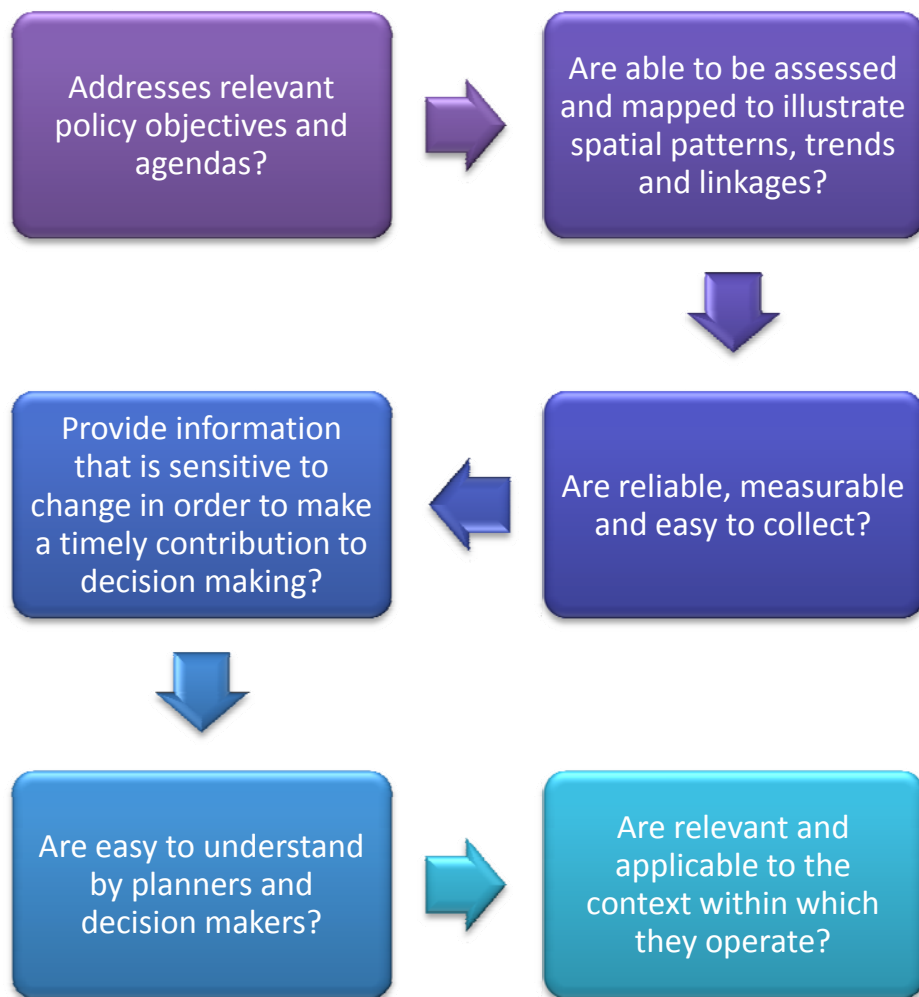 Addresses relevant
policy objectives and
agendas?
Are able to be assessed
and mapped to illustrate
spatial patterns, trends
and linkages?
Are reliable, measurable
and easy to collect?
Provide information
that is sensitive to
change in order to make
a timely contribution to
decision making?
Are easy to understand
by planners and
decision makers?
Are relevant and
applicable to the
context within which
they operate?